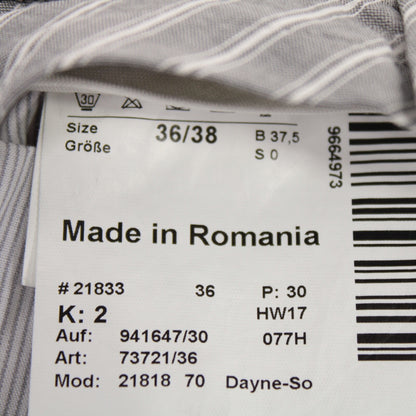 30
Size 36/38 B 37,5
Größe S 0
9664973
Made in Romania
# 21833 36 P: 30
K: 2 HW17
Auf: 941647/30 077H
Art: 73721/36
Mod: 21818 70 Dayne-So